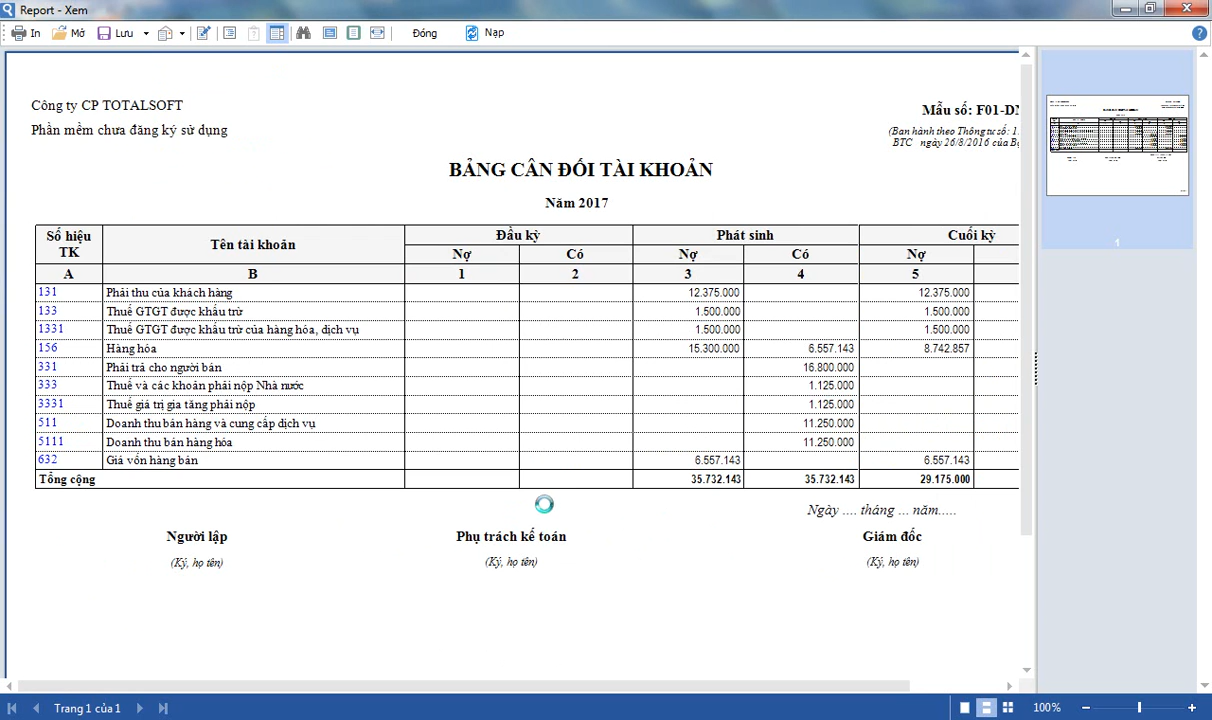 Report - Xem
In Mở Lưu Đóng Nạp
Công ty CP TOTALSOFT
Phần mềm chưa đăng ký sử dụng
Mẫu số: F01-DN
(Ban hành theo Thông tư số: 1
BTC ngày 26/8/2016 của Bộ
BẢNG CÂN ĐỐI TÀI KHOẢN
Năm 2017
Số hiệu TK Tên tài khoản Đầu kỳ Phát sinh Cuối kỳ
Nợ Có Nợ Có Nợ
A B 1 2 3 4 5
131 Phải thu của khách hàng 12.375.000 12.375.000
133 Thuế GTGT được khấu trừ 1.500.000 1.500.000
1331 Thuế GTGT được khấu trừ của hàng hóa, dịch vụ 1.500.000 1.500.000
156 Hàng hóa 15.300.000 6.557.143 8.742.857
331 Phải trả cho người bán 16.800.000
333 Thuế và các khoản phải nộp Nhà nước 1.125.000
3331 Thuế giá trị gia tăng phải nộp 1.125.000
511 Doanh thu bán hàng và cung cấp dịch vụ 11.250.000
5111 Doanh thu bán hàng hóa 11.250.000
632 Giá vốn hàng bán 6.557.143 6.557.143
Tổng cộng 35.732.143 35.732.143 29.175.000
Ngày .... tháng ... năm.....
Người lập Phụ trách kế toán Giám đốc
(Ký, họ tên) (Ký, họ tên) (Ký, họ tên)
1
Trang 1 của 1 100%